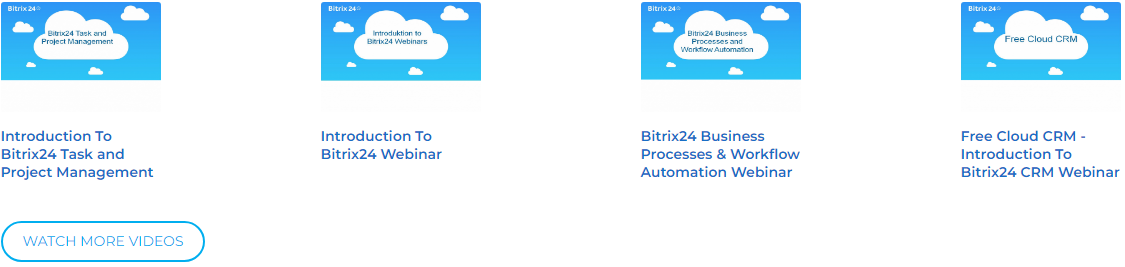 Bitrix24
Bitrix24 Task and
Project Management
Introduction To
Bitrix24 Task and
Project Management
Bitrix24
Introduktion to
Bitrix24 Webinars
Introduction To
Bitrix24 Webinar
Bitrix24
Bitrix24 Business
Processes and
Workflow Automation
Bitrix24 Business
Processes & Workflow
Automation Webinar
Bitrix24
Free Cloud CRM
Free Cloud CRM -
Introduction To
Bitrix24 CRM Webinar
WATCH MORE VIDEOS